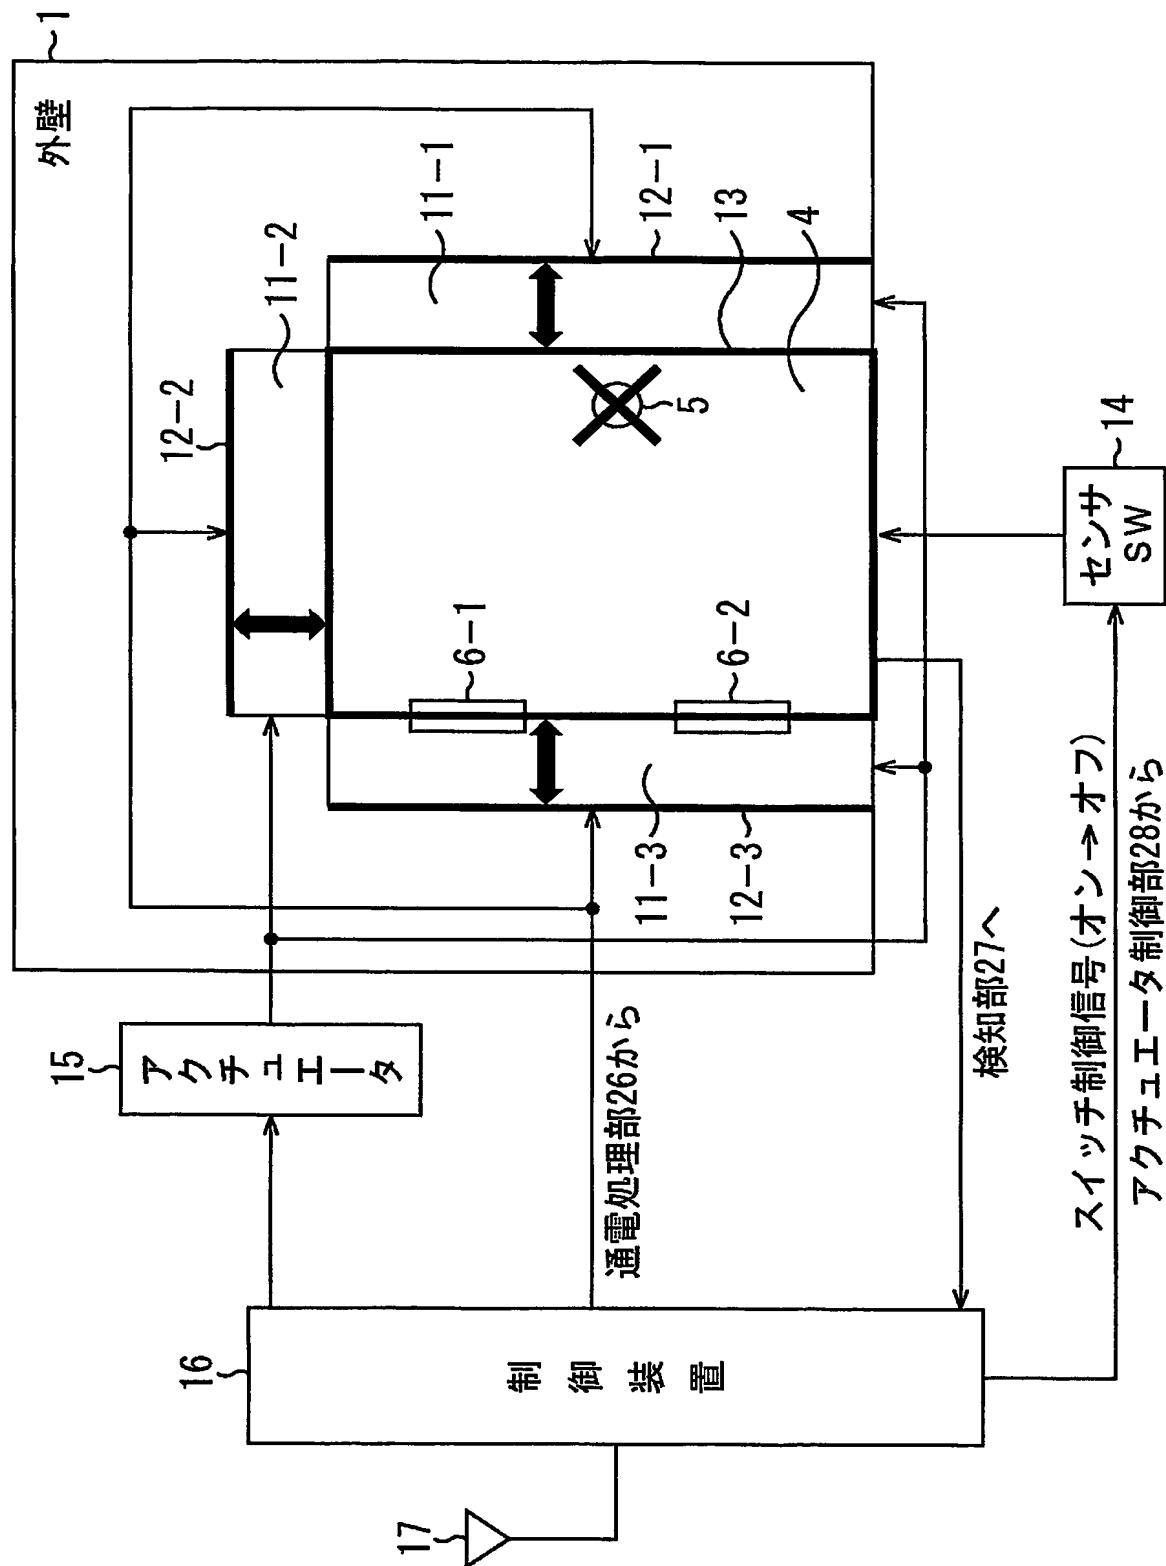 外壁
1
11-1
11-2
12-1
12-2
13
4
5
6-1
6-2
11-3
12-3
14
センサ
SW
15
アクチュエータ
通電処理部26から
検知部27へ
スイッチ制御信号(オン→オフ)
アクチュエータ制御部28から
16
制御装置
17